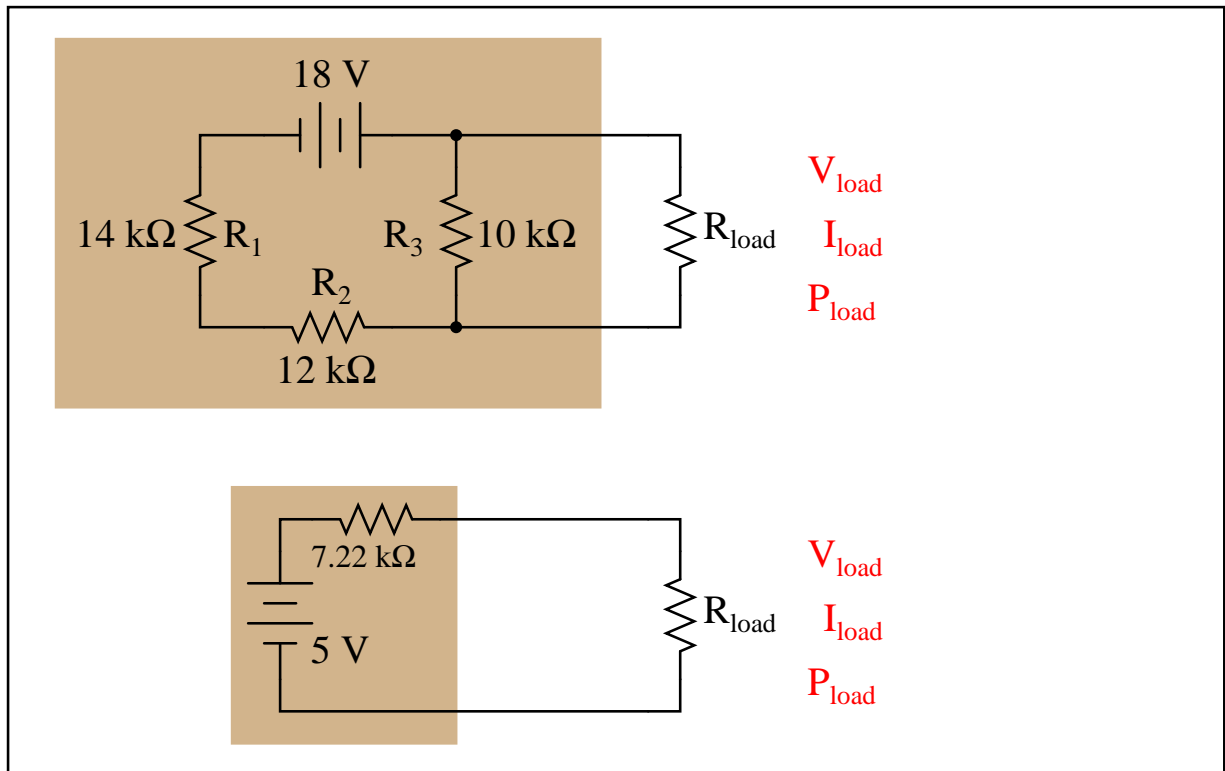 18 V
14 kΩ R1 R3 10 kΩ Rload
R2
12 kΩ
Vload
Iload
Pload
7.22 kΩ
5 V
Rload
Vload
Iload
Pload